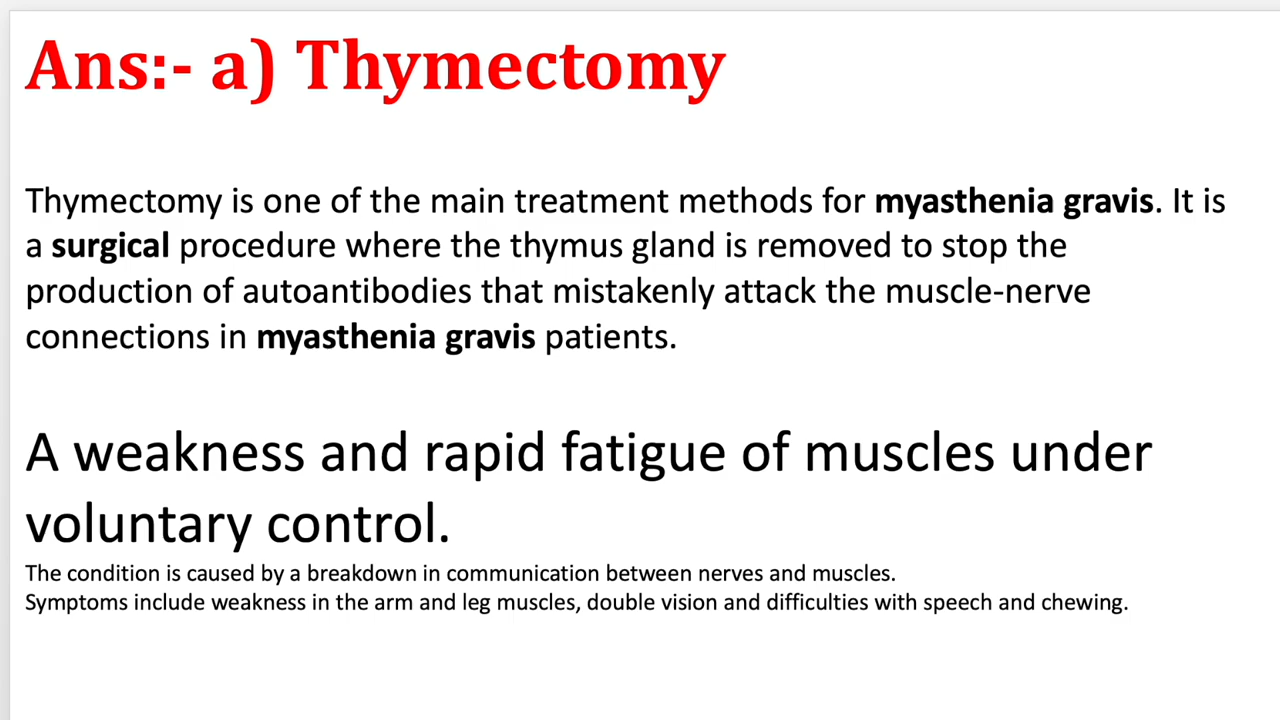 Ans:- a) Thymectomy
Thymectomy is one of the main treatment methods for myasthenia gravis. It is
a surgical procedure where the thymus gland is removed to stop the
production of autoantibodies that mistakenly attack the muscle-nerve
connections in myasthenia gravis patients.
A weakness and rapid fatigue of muscles under
voluntary control.
The condition is caused by a breakdown in communication between nerves and muscles.
Symptoms include weakness in the arm and leg muscles, double vision and difficulties with speech and chewing.